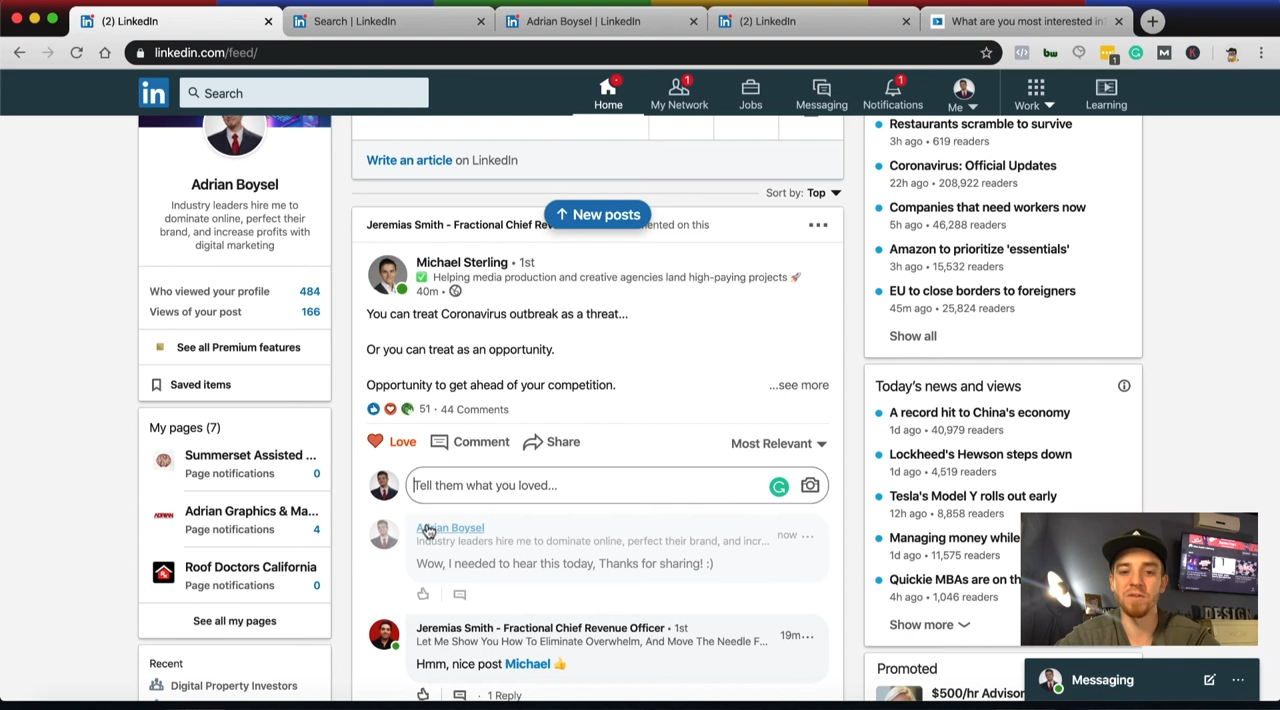 (2) LinkedIn
Search | LinkedIn
Adrian Boysel | LinkedIn
(2) LinkedIn
What are you most interested in
linkedin.com/feed/
in
Search
Home
My Network
1
Jobs
Messaging
Notifications
1
Me
Work
Learning
Adrian Boysel
Industry leaders hire me to
dominate online, perfect their
brand, and increase profits with
digital marketing
Who viewed your profile 484
Views of your post 166
See all Premium features
Saved items
My pages (7)
Summerset Assisted ...
Page notifications 0
Adrian Graphics & Ma...
Page notifications 4
Roof Doctors California
Page notifications 0
See all my pages
Recent
Digital Property Investors
Write an article on LinkedIn
Sort by: Top
New posts
Jeremias Smith - Fractional Chief Rev
ented on this
Michael Sterling • 1st
Helping media production and creative agencies land high-paying projects
40m •
You can treat Coronavirus outbreak as a threat...
Or you can treat as an opportunity.
Opportunity to get ahead of your competition. ...see more
51 · 44 Comments
Love Comment Share Most Relevant
Tell them what you loved...
Adrian Boysel
now ...
Industry leaders hire me to dominate online, perfect their brand, and incr...
Wow, I needed to hear this today, Thanks for sharing! :)
Jeremias Smith - Fractional Chief Revenue Officer • 1st
19m...
Let Me Show You How To Eliminate Overwhelm, And Move The Needle F...
Hmm, nice post Michael
1 Reply
Restaurants scramble to survive
3h ago • 619 readers
Coronavirus: Official Updates
22h ago • 208,922 readers
Companies that need workers now
5h ago • 46,288 readers
Amazon to prioritize 'essentials'
3h ago • 15,532 readers
EU to close borders to foreigners
45m ago • 25,824 readers
Show all
Today's news and views
A record hit to China's economy
1d ago • 40,979 readers
Lockheed's Hewson steps down
1d ago • 4,519 readers
Tesla's Model Y rolls out early
12h ago • 8,858 readers
Managing money while
1d ago • 11,575 readers
Quickie MBAs are on th
4h ago • 1,046 readers
Show more
Promoted
$500/hr Advisor
DESIGN
Messaging